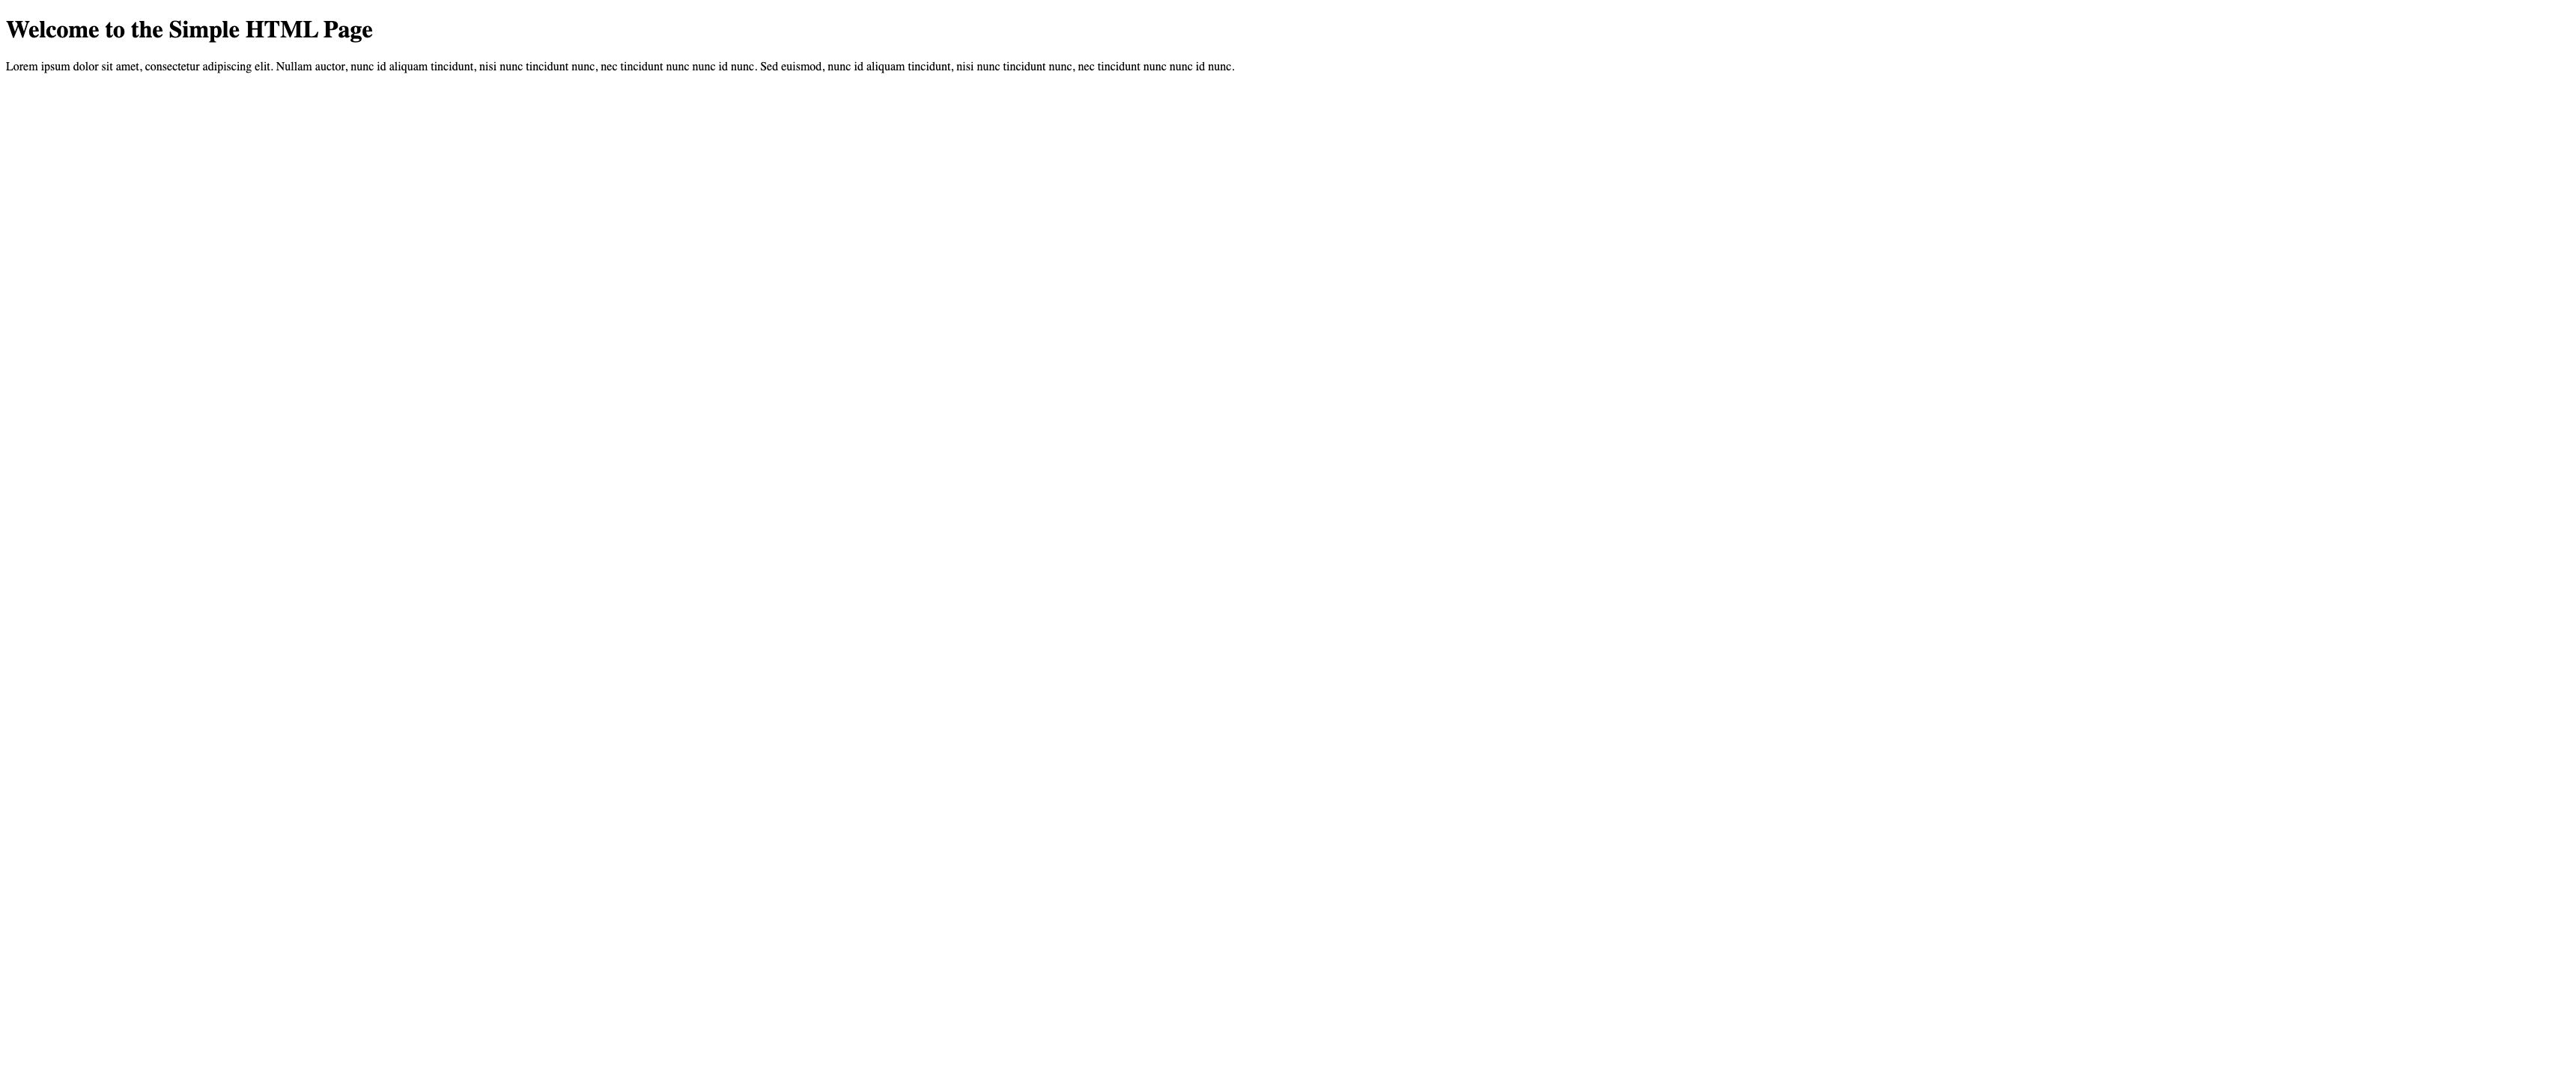 Welcome to the Simple HTML Page
Lorem ipsum dolor sit amet, consectetur adipiscing elit. Nullam auctor, nunc id aliquam tincidunt, nisi nunc tincidunt nunc, nec tincidunt nunc nunc id nunc. Sed euismod, nunc id aliquam tincidunt, nisi nunc tincidunt nunc, nec tincidunt nunc nunc id nunc.